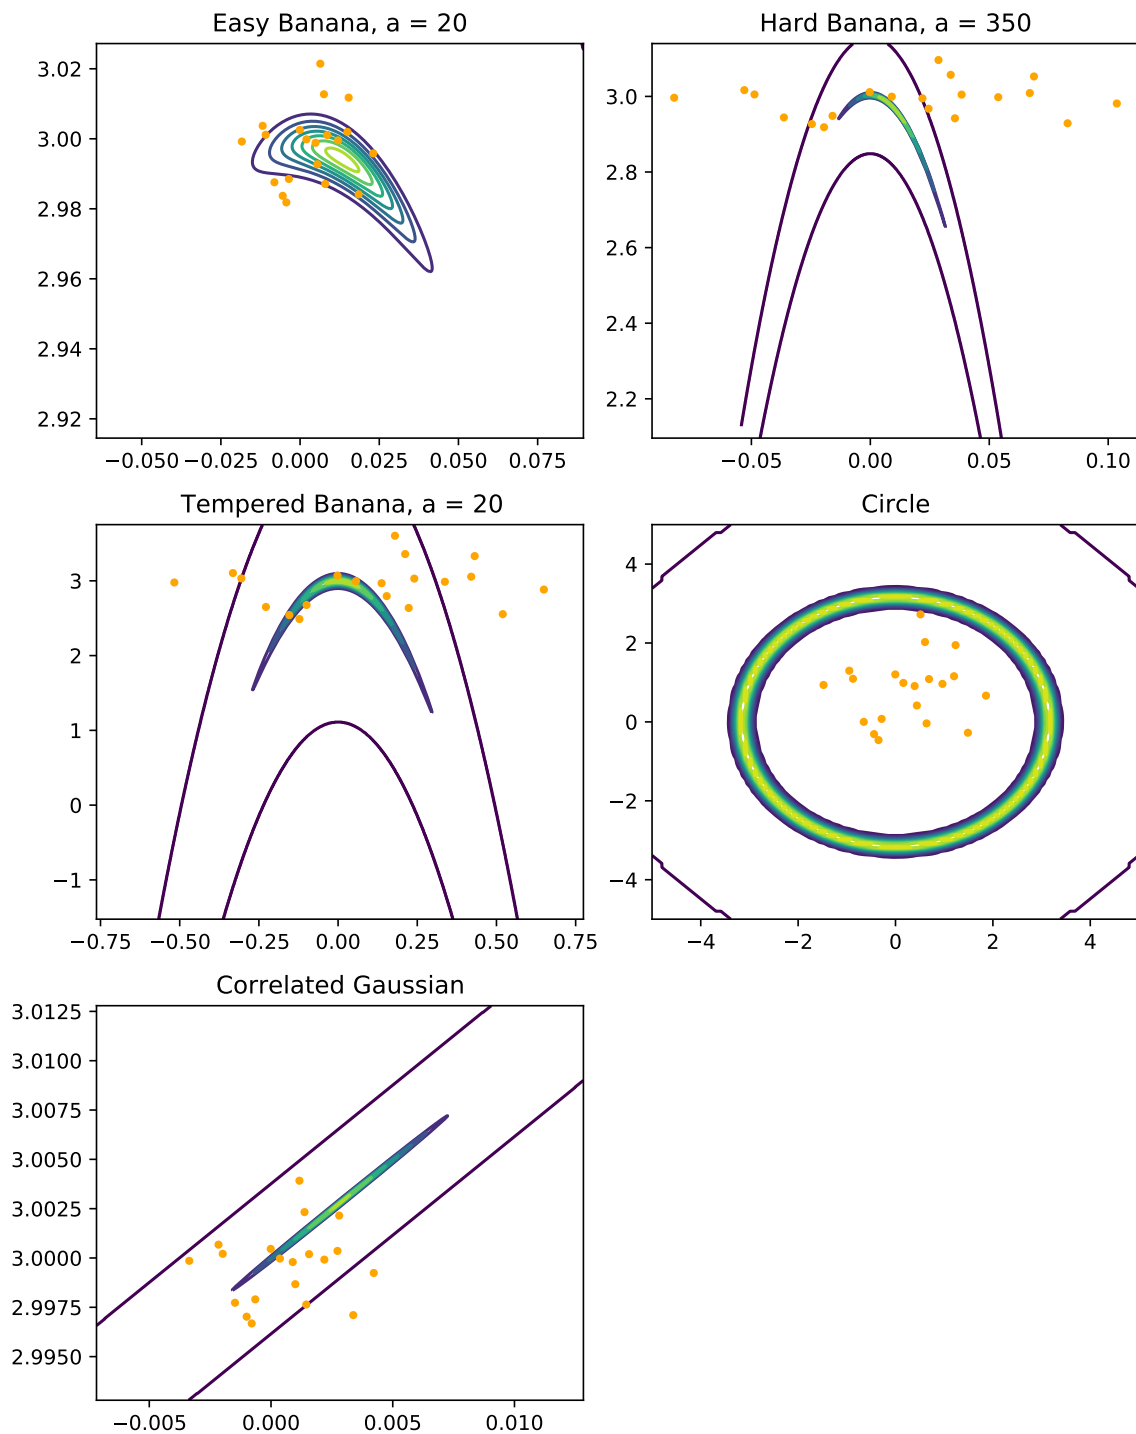 Easy Banana, a = 20
3.02
3.00
2.98
2.96
2.94
2.92
−0.050 −0.025 0.000 0.025 0.050 0.075
Hard Banana, a = 350
3.0
2.8
2.6
2.4
2.2
−0.05 0.00 0.05 0.10
Tempered Banana, a = 20
3
2
1
0
−1
−0.75 −0.50 −0.25 0.00 0.25 0.50 0.75
Circle
4
2
0
−2
−4
−4 −2 0 2 4
Correlated Gaussian
3.0125
3.0100
3.0075
3.0050
3.0025
3.0000
2.9975
2.9950
−0.005 0.000 0.005 0.010